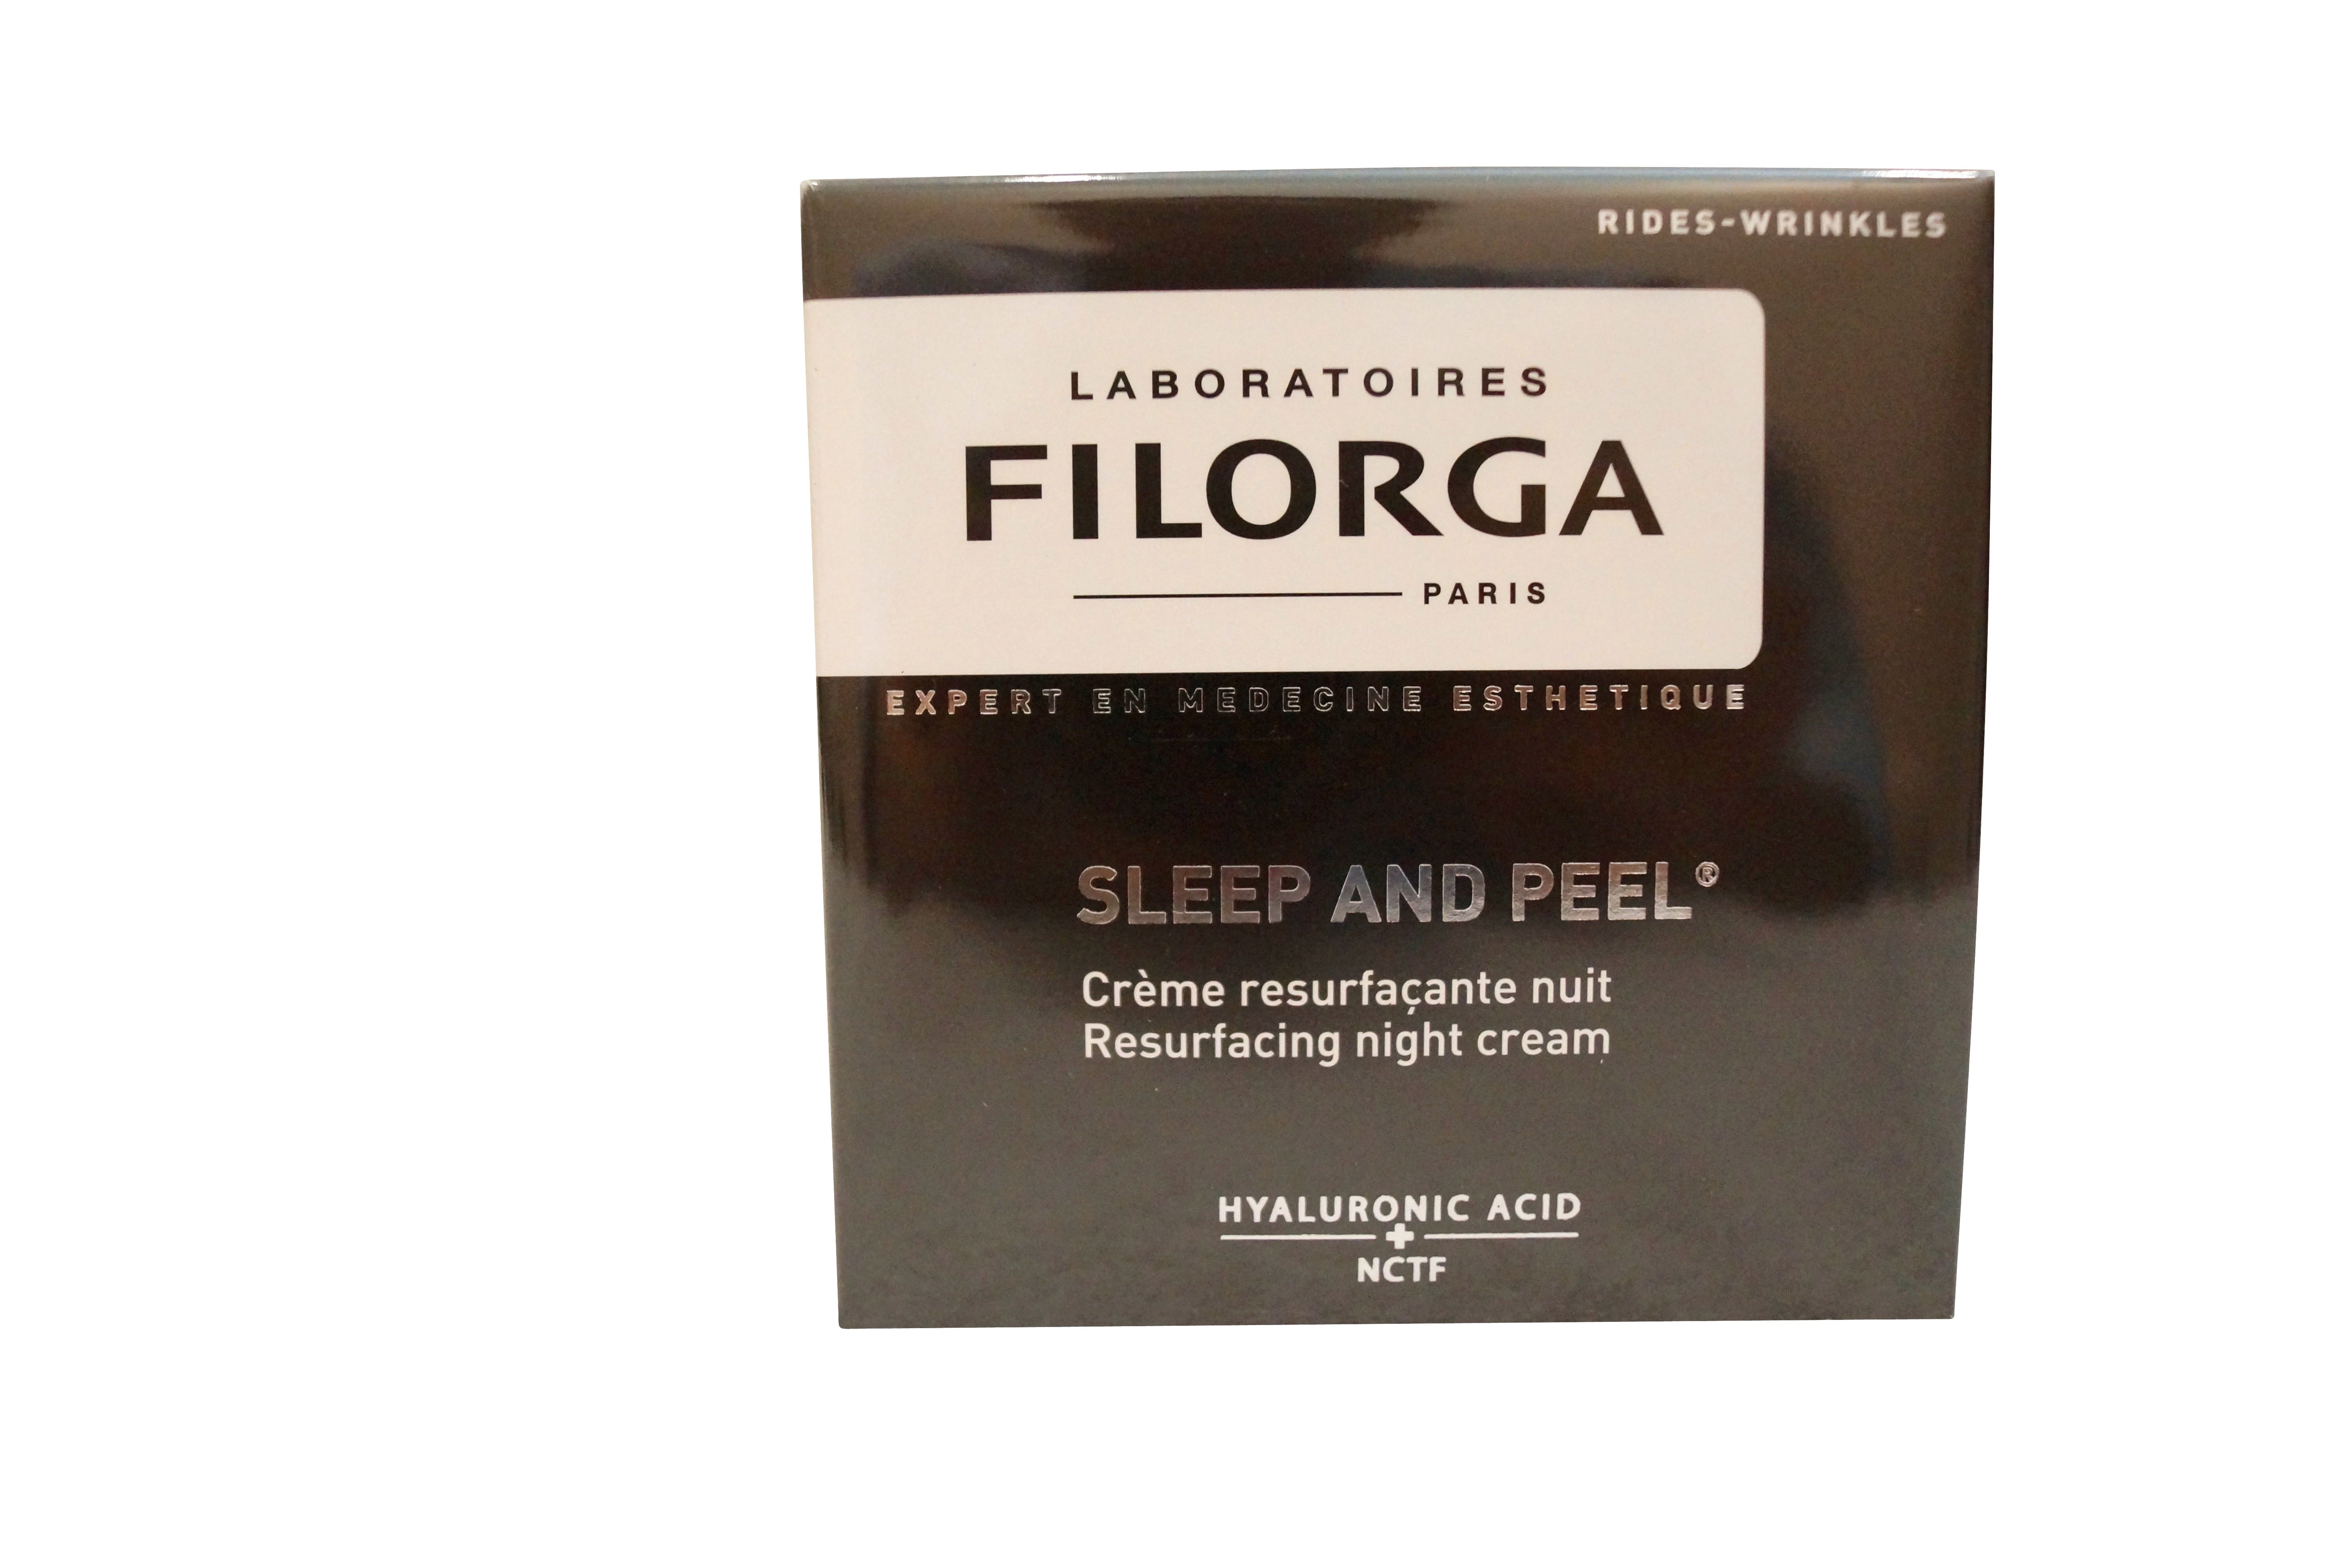 RIDES-WRINKLES
LABORATOIRES
FILORGA
PARIS
EXPERT EN MEDECINE ESTHETIQUE
SLEEP AND PEEL®
Crème resurfaçante nuit
Resurfacing night cream
HYALURONIC ACID
+
NCTF